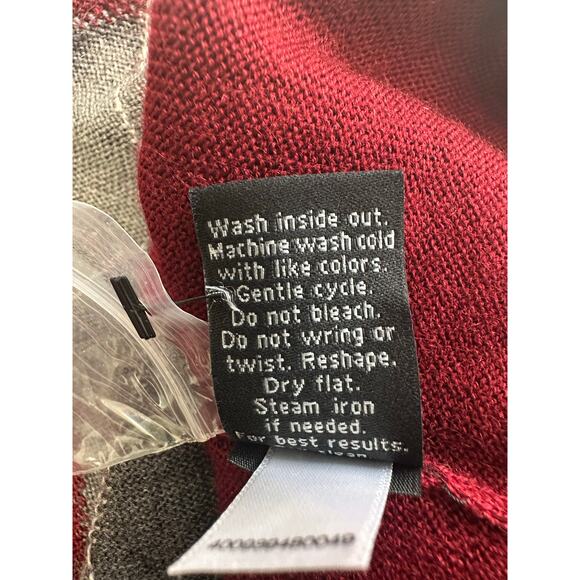 Wash inside out.
Machine wash cold
with like colors.
Gentle cycle.
Do not bleach.
Do not wring or
twist. Reshape.
Dry flat.
Steam iron
if needed.
For best results,
clean.